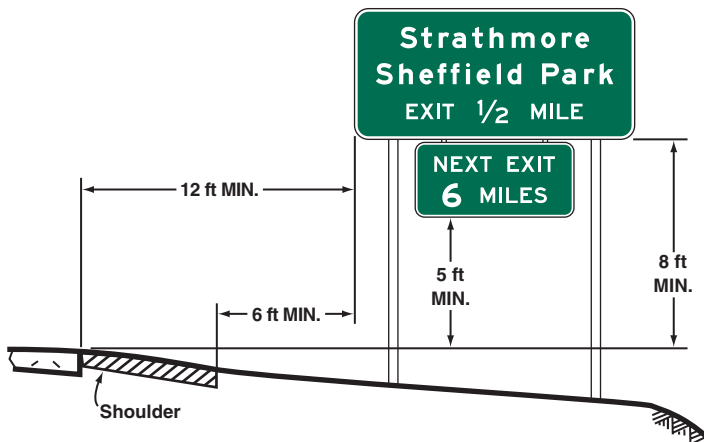 Strathmore
Sheffield Park
EXIT 1/2 MILE
NEXT EXIT
6 MILES
12 ft MIN.
5 ft
MIN.
8 ft
MIN.
6 ft MIN.
Shoulder